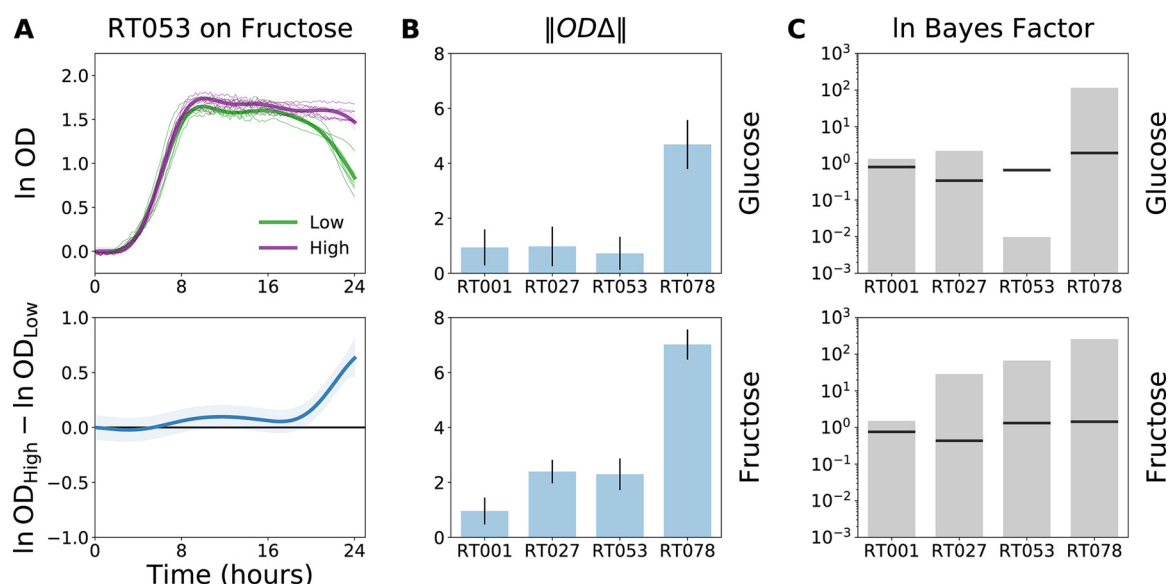 A RT053 on Fructose
B ‖ODΔ‖
C ln Bayes Factor
ln OD
2.0
1.5
1.0
0.5
0.0
Low
High
0 8 16 24
8
6
4
2
0
RT001 RT027 RT053 RT078
Glucose
10³
10²
10¹
10⁰
10⁻¹
10⁻²
10⁻³
RT001 RT027 RT053 RT078
Glucose
ln OD_High − ln OD_Low
1.0
0.5
0.0
−0.5
−1.0
0 8 16 24
Time (hours)
8
6
4
2
0
RT001 RT027 RT053 RT078
Fructose
10³
10²
10¹
10⁰
10⁻¹
10⁻²
10⁻³
RT001 RT027 RT053 RT078
Fructose